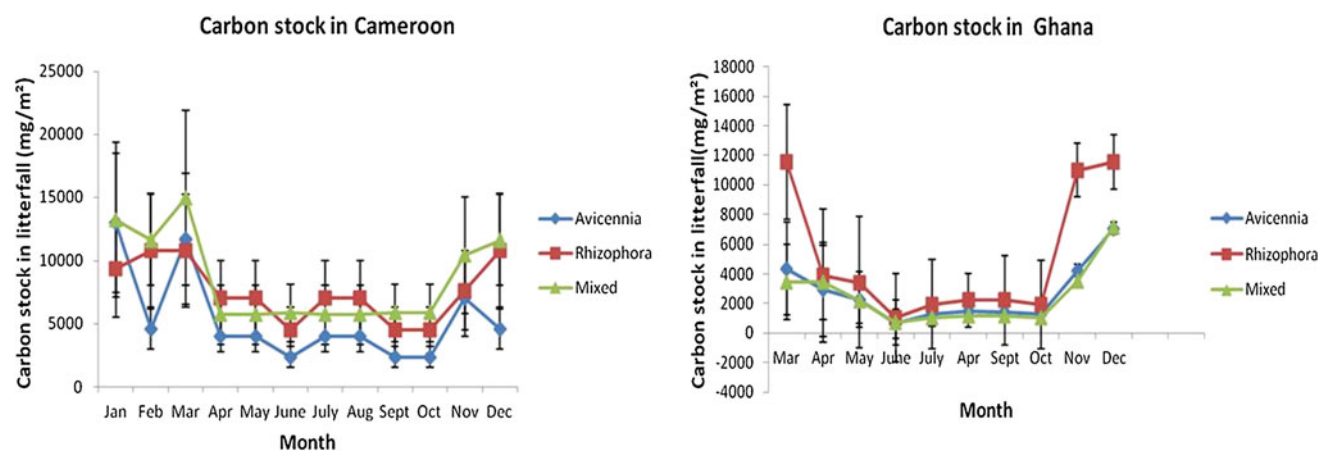 Carbon stock in Cameroon
Carbon stock in litterfall (mg/m²)
25000
20000
15000
10000
5000
0
Jan Feb Mar Apr May June July Aug Sept Oct Nov Dec
Month
Avicennia
Rhizophora
Mixed
Carbon stock in Ghana
Carbon stock in litterfall(mg/m²)
18000
16000
14000
12000
10000
8000
6000
4000
2000
0
-2000
-4000
Mar Apr May June July Apr Sept Oct Nov Dec
Month
Avicennia
Rhizophora
Mixed